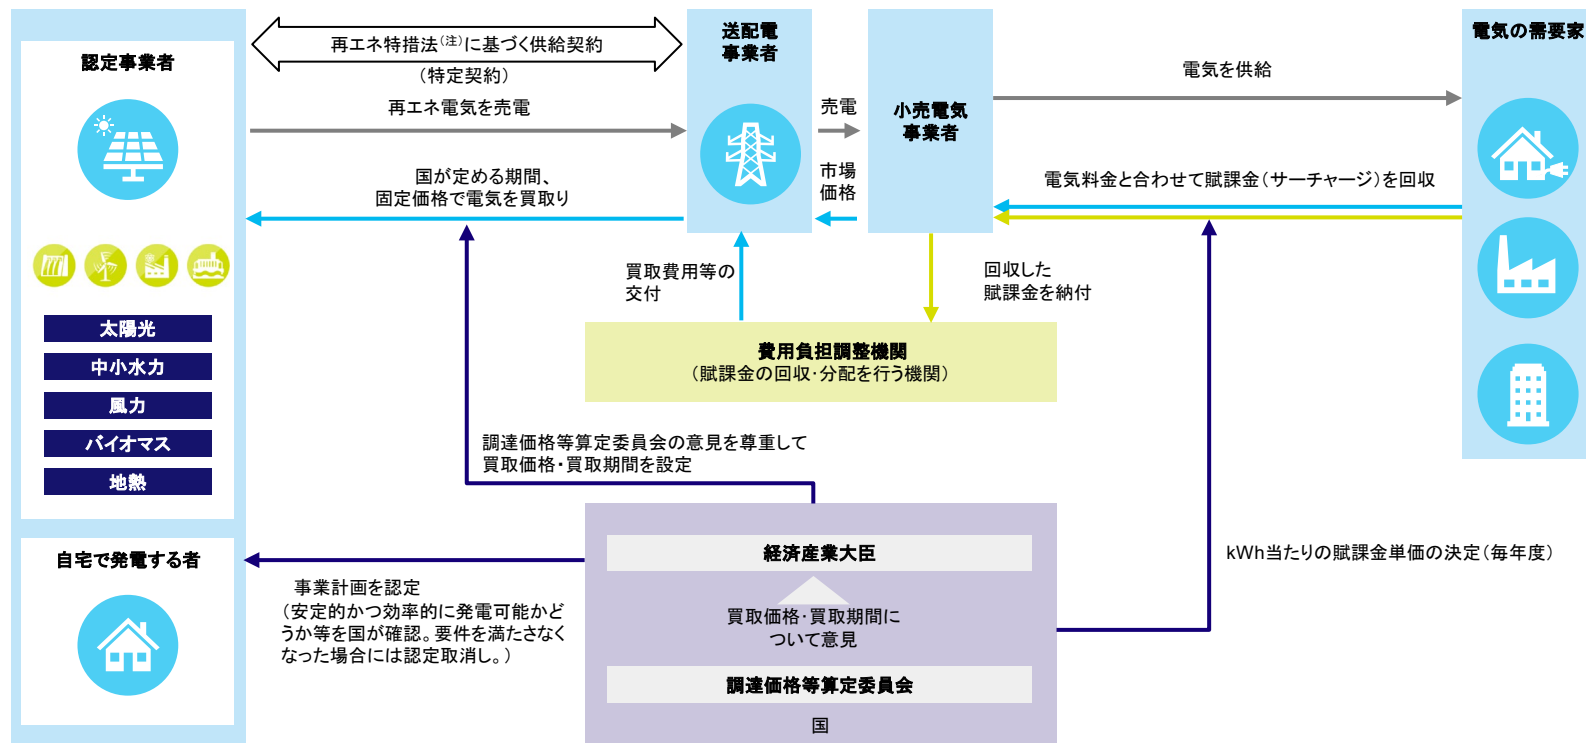 認定事業者
太陽光
中小水力
風力
バイオマス
地熱
自宅で発電する者
再エネ特措法(注)に基づく供給契約
(特定契約)
再エネ電気を売電
国が定める期間、
固定価格で電気を買取り
送配電
事業者
売電
市場
価格
小売電気
事業者
電気を供給
電気料金と合わせて賦課金(サーチャージ)を回収
電気の需要家
買取費用等の
交付
回収した
賦課金を納付
費用負担調整機関
(賦課金の回収・分配を行う機関)
調達価格等算定委員会の意見を尊重して
買取価格・買取期間を設定
事業計画を認定
(安定的かつ効率的に発電可能かど
うか等を国が確認。要件を満たさなく
なった場合には認定取消し。)
経済産業大臣
買取価格・買取期間に
ついて意見
調達価格等算定委員会
国
kWh当たりの賦課金単価の決定(毎年度)